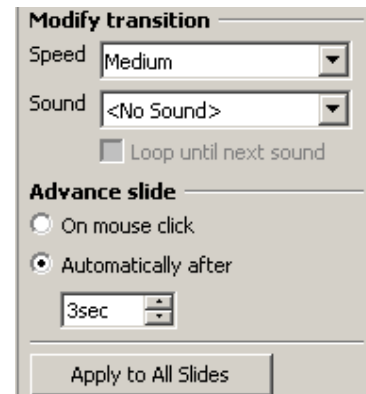 Modify transition
Speed Medium
Sound <No Sound>
Loop until next sound
Advance slide
On mouse click
Automatically after
3sec
Apply to All Slides